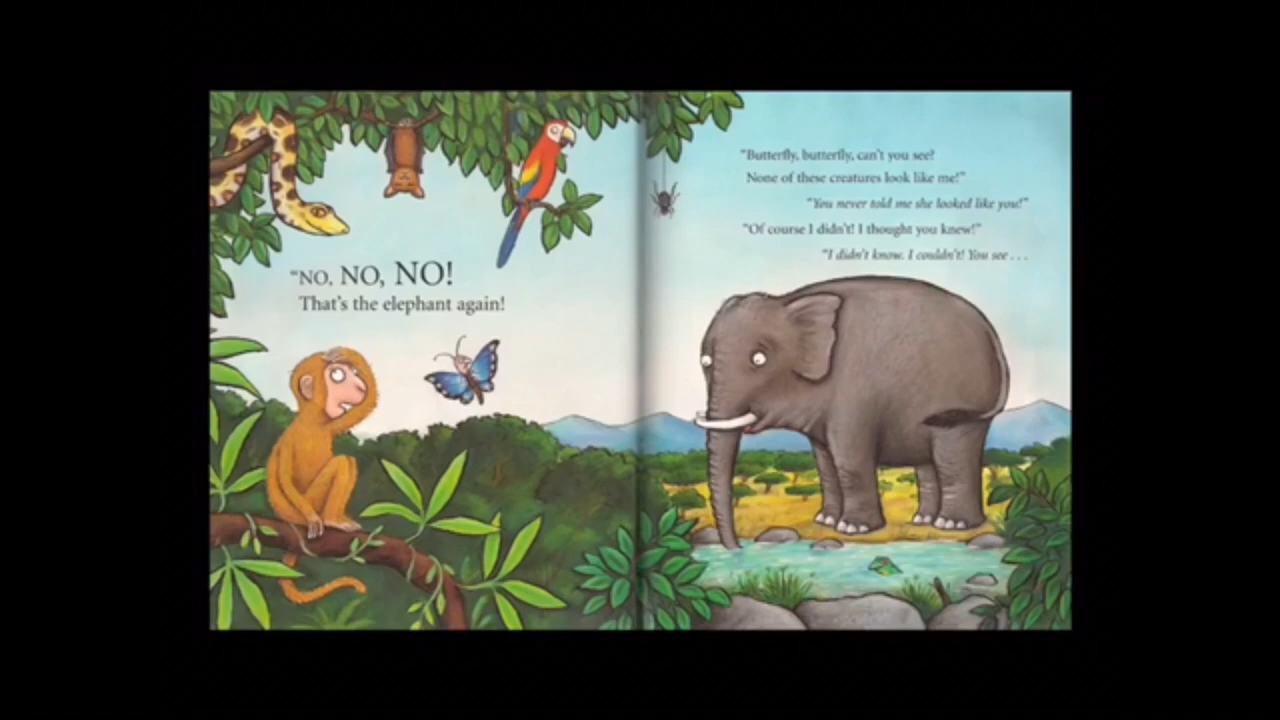 “NO, NO, NO!
That’s the elephant again!
“Butterfly, butterfly, can’t you see?
None of these creatures look like me!”
“You never told me she looked like you!”
“Of course I didn’t! I thought you knew!”
“I didn’t know. I couldn’t! You see . . .